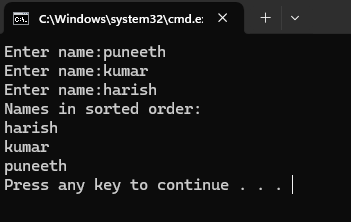 C:\Windows\system32\cmd.e:
Enter name:puneeth
Enter name:kumar
Enter name:harish
Names in sorted order:
harish
kumar
puneeth
Press any key to continue . . .